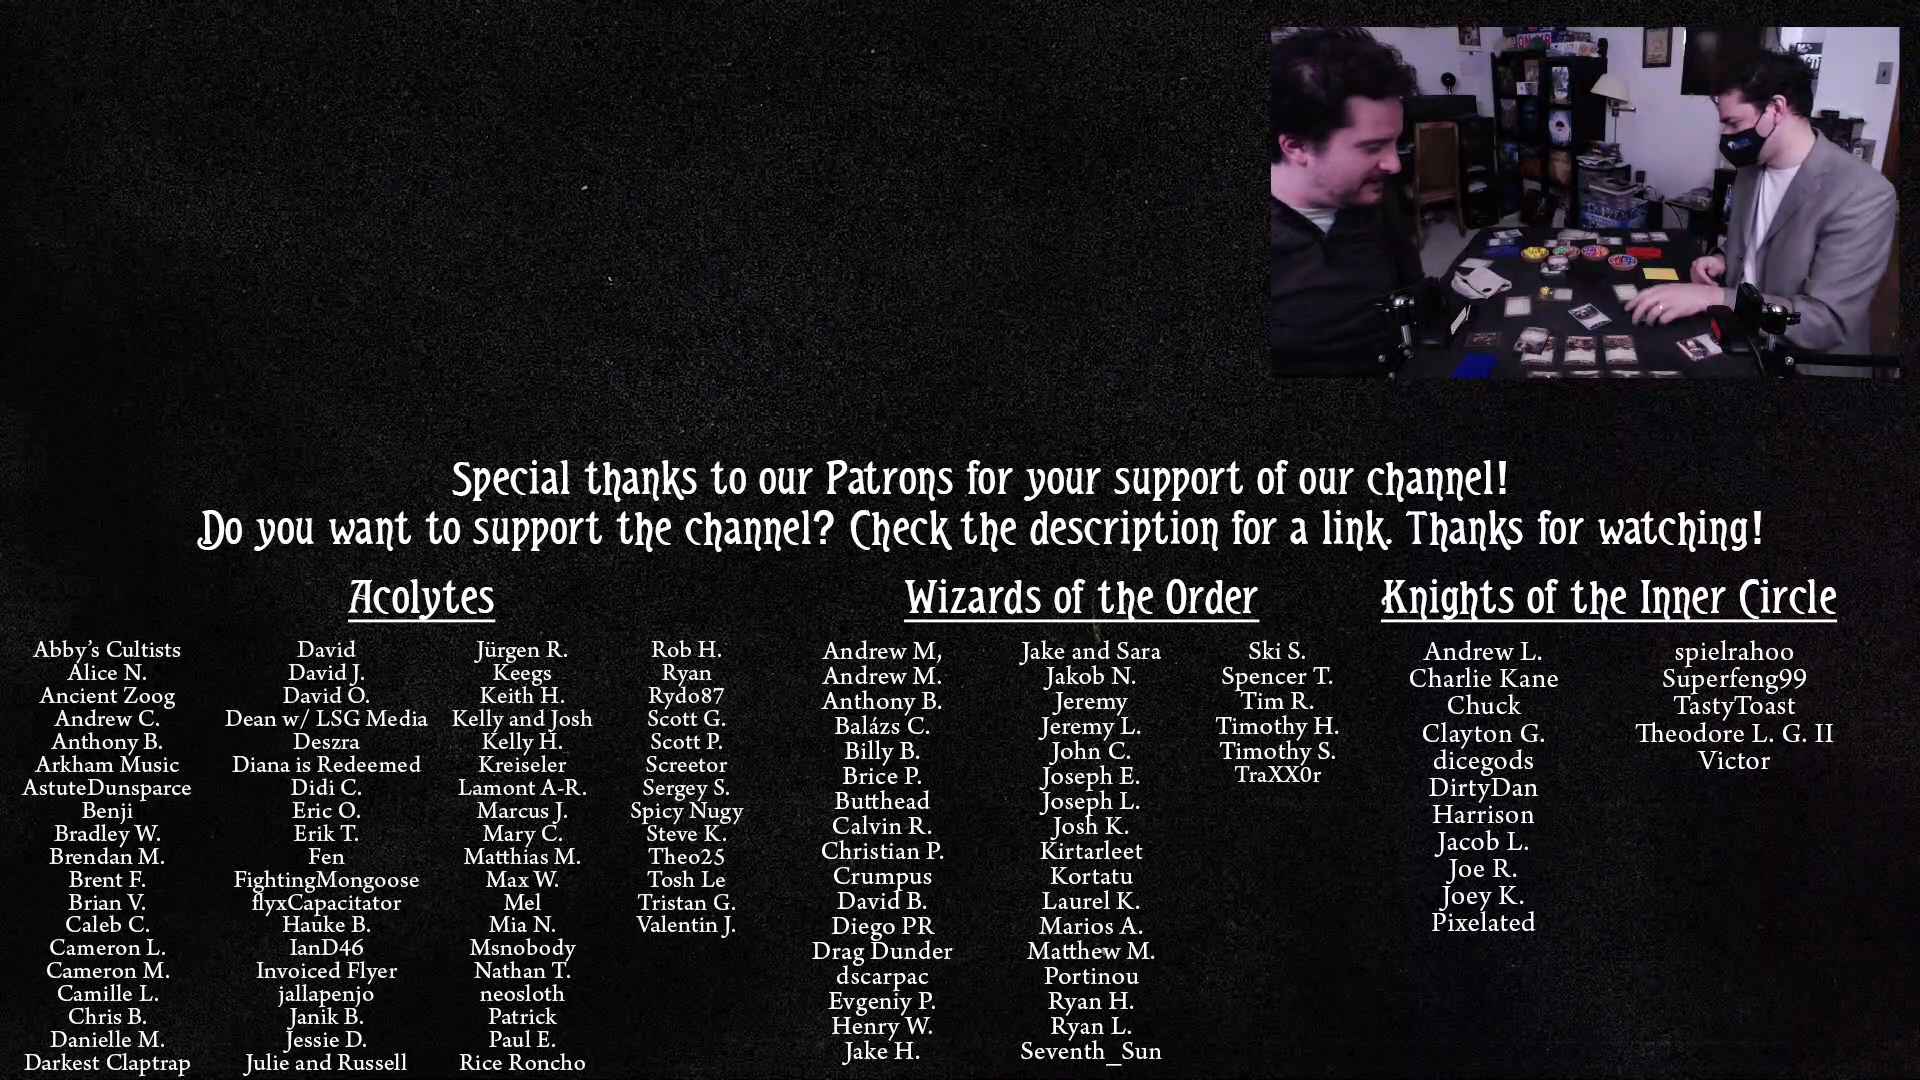 Special thanks to our Patrons for your support of our channel!
Do you want to support the channel? Check the description for a link. Thanks for watching!
Acolytes
Abby's Cultists
Alice N.
Ancient Zoog
Andrew C.
Anthony B.
Arkham Music
AstuteDunsparce
Benji
Bradley W.
Brendan M.
Brent F.
Brian V.
Caleb C.
Cameron L.
Cameron M.
Camille L.
Chris B.
Danielle M.
Darkest Claptrap
David
David J.
David O.
Dean w/ LSG Media
Deszra
Diana is Redeemed
Didi C.
Eric O.
Erik T.
Fen
FightingMongoose
flyxCapacitator
Hauke B.
IanD46
Invoiced Flyer
jallapenjo
Janik B.
Jessie D.
Julie and Russell
Jürgen R.
Keegs
Keith H.
Kelly and Josh
Kelly H.
Kreiseler
Lamont A-R.
Marcus J.
Mary C.
Matthias M.
Max W.
Mel
Mia N.
Msnobody
Nathan T.
neosloth
Patrick
Paul E.
Rice Roncho
Rob H.
Ryan
Rydo87
Scott G.
Scott P.
Screetor
Sergey S.
Spicy Nugy
Steve K.
Theo25
Tosh Le
Tristan G.
Valentin J.
Wizards of the Order
Andrew M,
Andrew M.
Anthony B.
Balázs C.
Billy B.
Brice P.
Butthead
Calvin R.
Christian P.
Crumpus
David B.
Diego PR
Drag Dunder
dscarpac
Evgeniy P.
Henry W.
Jake H.
Jake and Sara
Jakob N.
Jeremy
Jeremy L.
John C.
Joseph E.
Joseph L.
Josh K.
Kirtarleet
Kortatu
Laurel K.
Marios A.
Matthew M.
Portinou
Ryan H.
Ryan L.
Seventh_Sun
Ski S.
Spencer T.
Tim R.
Timothy H.
Timothy S.
TraXX0r
Knights of the Inner Circle
Andrew L.
Charlie Kane
Chuck
Clayton G.
dicegods
DirtyDan
Harrison
Jacob L.
Joe R.
Joey K.
Pixelated
spielrahoo
Superfeng99
TastyToast
Theodore L. G. II
Victor